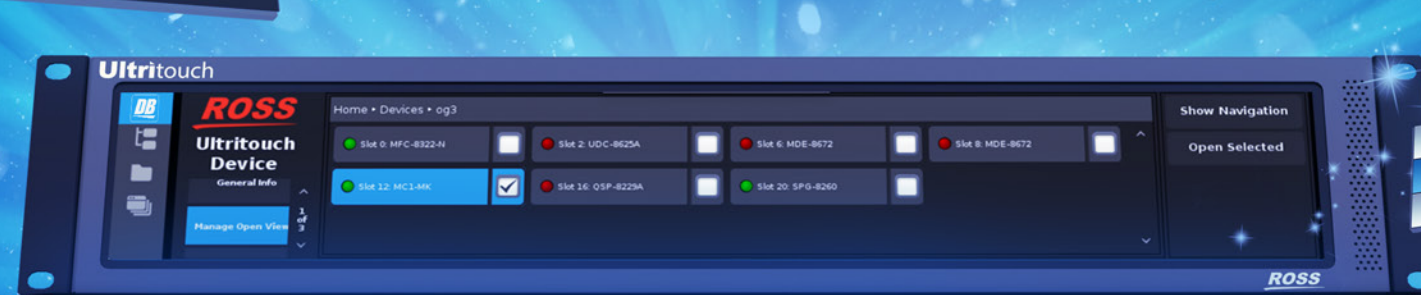 Ultritouch
DB
ROSS
Ultritouch
Device
General Info
Manage Open View
1
of
3
Home • Devices • og3
Slot 0: MFC-8322-N
Slot 2: UDC-8625A
Slot 6: MDE-8672
Slot 8: MDE-8672
Slot 12: MC1-MK
Slot 16: QSP-8229A
Slot 20: SPG-8260
Show Navigation
Open Selected
ROSS